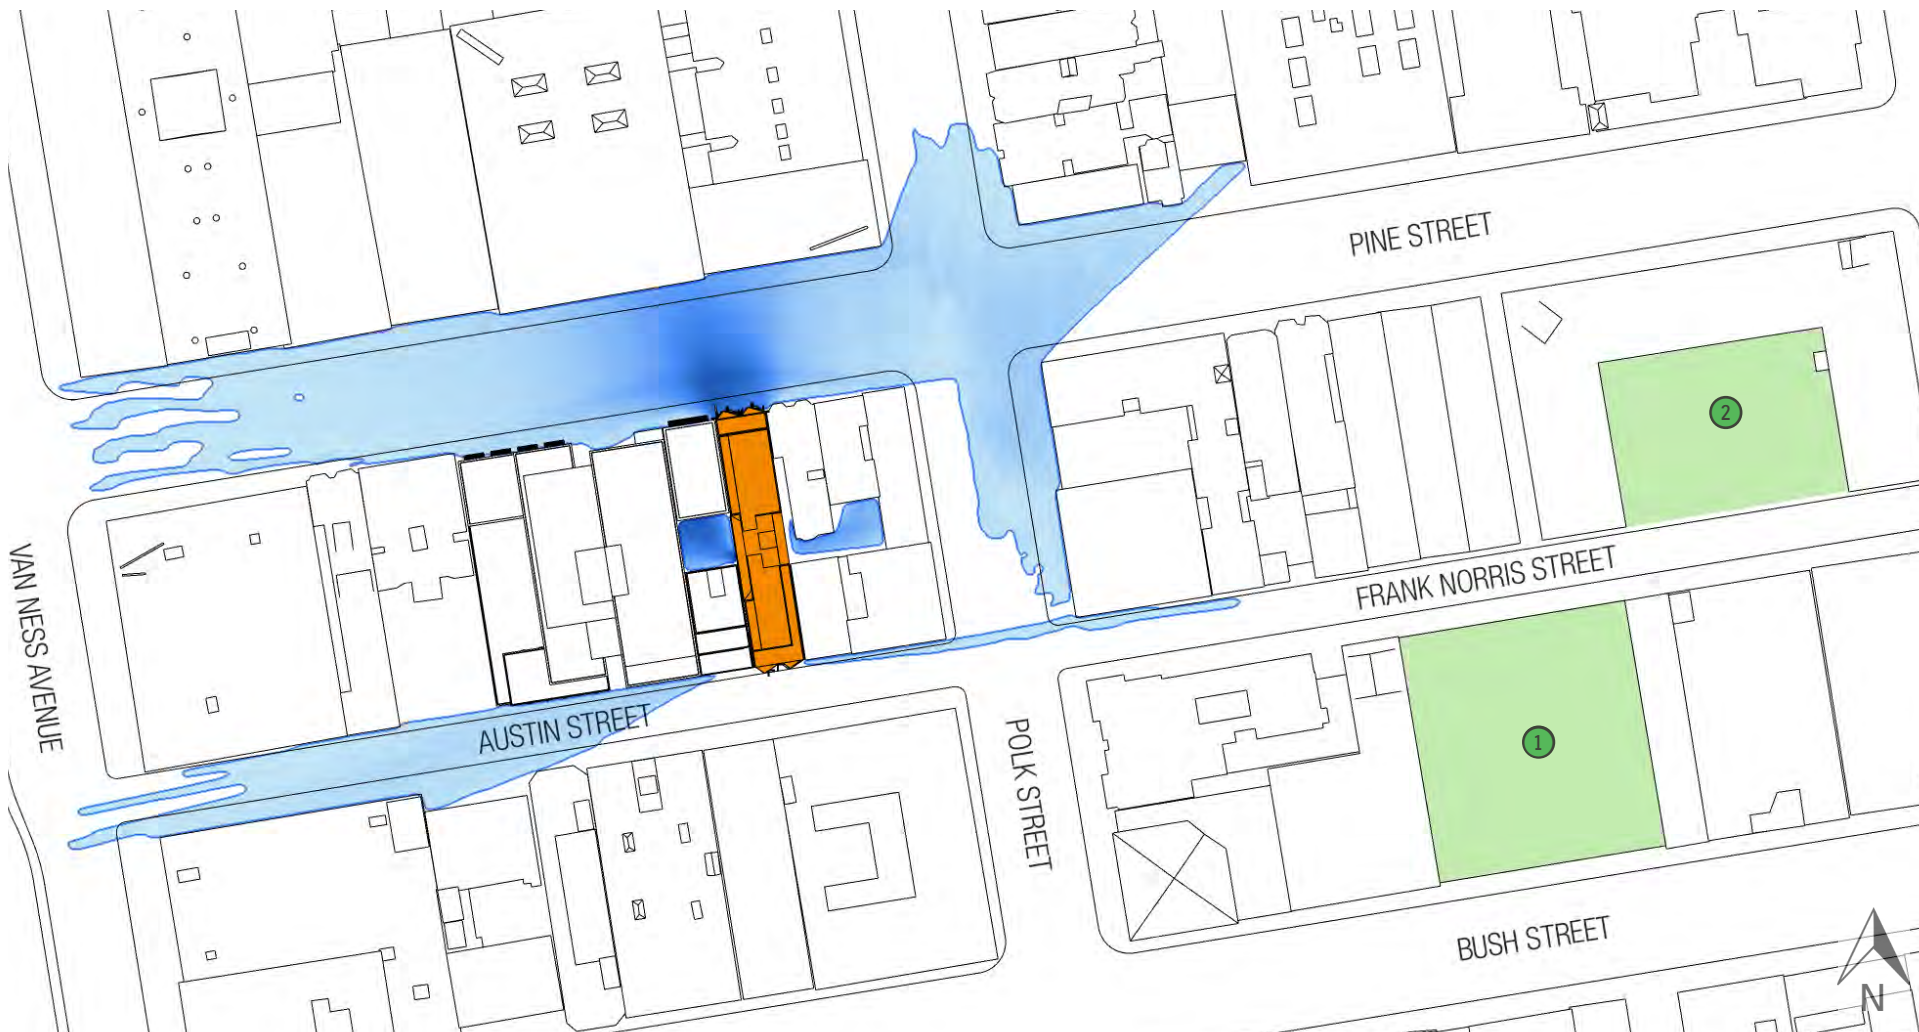 PINE STREET
2
FRANK NORRIS STREET
VAN NESS AVENUE
AUSTIN STREET
POLK STREET
1
BUSH STREET
N